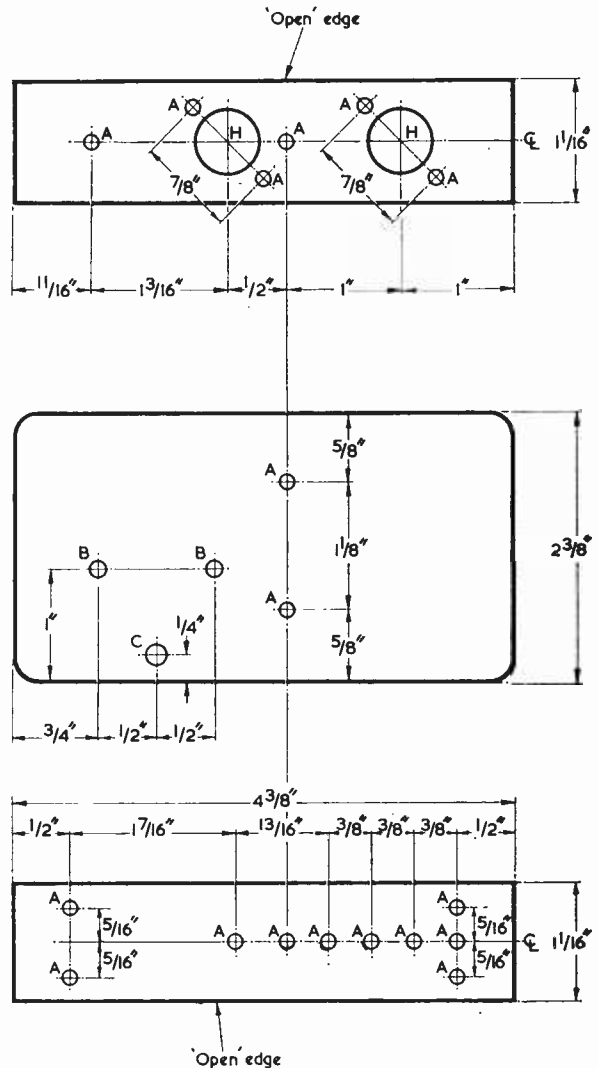 'Open' edge
A A
A H A H ℄ 1 1/16"
A A
7/8" 7/8"
11/16" 1 3/16" 1/2" 1" 1"
5/8"
A
1 1/8" 2 3/8"
B B
A
1" 1/4"
C 5/8"
3/4" 1/2" 1/2"
4 3/8"
1/2" 1 7/16" 13/16" 3/8" 3/8" 3/8" 1/2"
A A
5/16" 5/16"
A A A A A A ℄ 1 1/16"
5/16" 5/16"
A A
'Open' edge